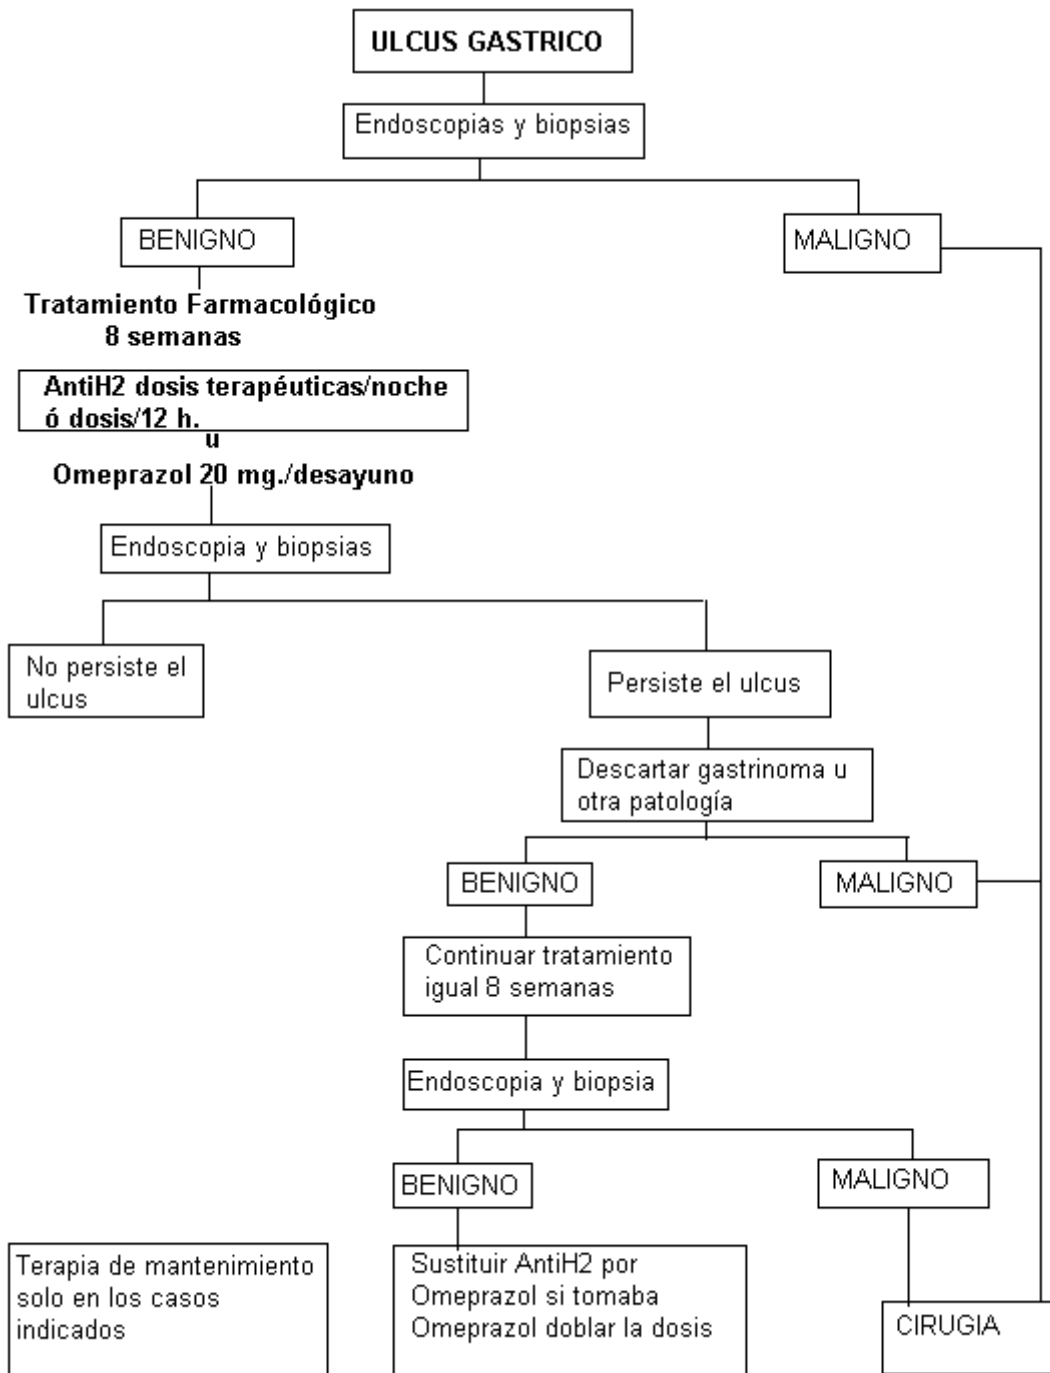 ULCUS GASTRICO
Endoscopias y biopsias
BENIGNO
MALIGNO
Tratamiento Farmacológico
8 semanas
AntiH2 dosis terapéuticas/noche
ó dosis/12 h.
u
Omeprazol 20 mg./desayuno
Endoscopia y biopsias
No persiste el
ulcus
Persiste el ulcus
Descartar gastrinoma u
otra patología
BENIGNO
MALIGNO
Continuar tratamiento
igual 8 semanas
Endoscopia y biopsia
BENIGNO
MALIGNO
Terapia de mantenimiento
solo en los casos
indicados
Sustituir AntiH2 por
Omeprazol si tomaba
Omeprazol doblar la dosis
CIRUGIA